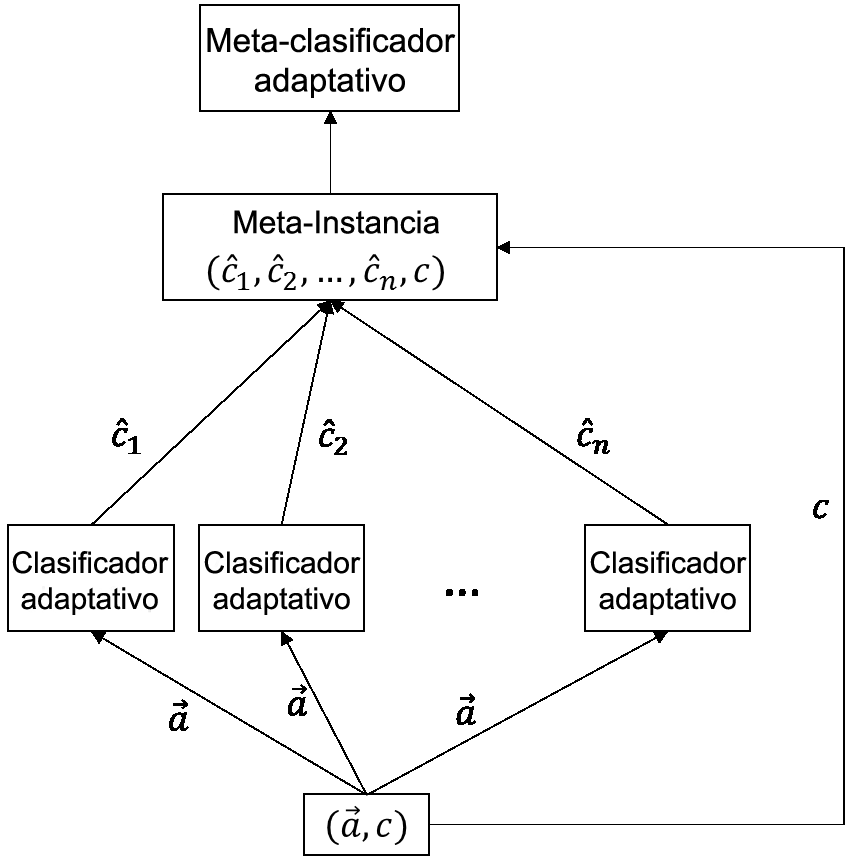 Meta-clasificador
adaptativo
Meta-Instancia
(ĉ₁, ĉ₂, …, ĉₙ, c)
ĉ₁
ĉ₂
ĉₙ
c
Clasificador
adaptativo
Clasificador
adaptativo
...
Clasificador
adaptativo
a⃗
a⃗
a⃗
(a⃗, c)